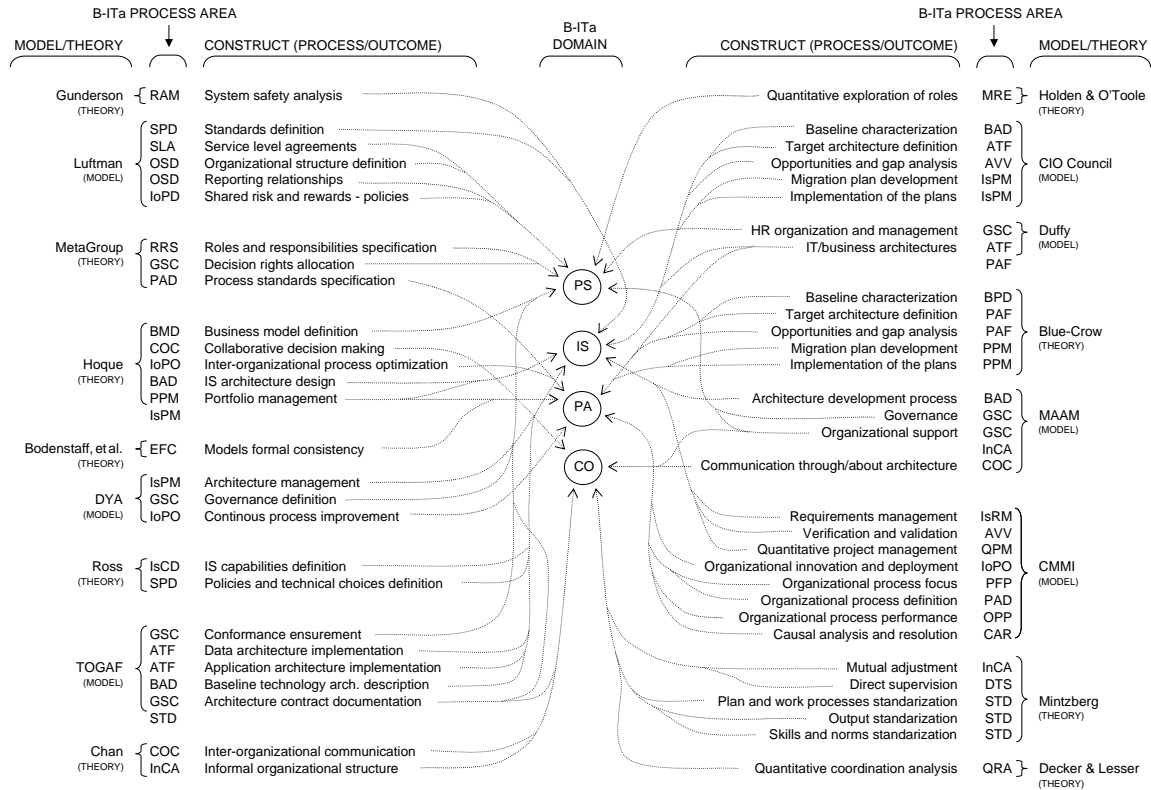 B-ITa PROCESS AREA
MODEL/THEORY
CONSTRUCT (PROCESS/OUTCOME)
B-ITa
DOMAIN
B-ITa PROCESS AREA
CONSTRUCT (PROCESS/OUTCOME)
MODEL/THEORY
Gunderson
(THEORY)
RAM System safety analysis
Luftman
(MODEL)
SPD Standards definition
SLA Service level agreements
OSD Organizational structure definition
OSD Reporting relationships
IoPD Shared risk and rewards - policies
MetaGroup
(THEORY)
RRS Roles and responsibilities specification
GSC Decision rights allocation
PAD Process standards specification
Hoque
(THEORY)
BMD Business model definition
COC Collaborative decision making
IoPO Inter-organizational process optimization
BAD IS architecture design
PPM Portfolio management
IsPM
Bodenstaff, et al.
(THEORY)
EFC Models formal consistency
DYA
(MODEL)
IsPM Architecture management
GSC Governance definition
IoPO Continous process improvement
Ross
(THEORY)
IsCD IS capabilities definition
SPD Policies and technical choices definition
TOGAF
(MODEL)
GSC Conformance ensurement
ATF Data architecture implementation
ATF Application architecture implementation
BAD Baseline technology arch. description
GSC Architecture contract documentation
STD
Chan
(THEORY)
COC Inter-organizational communication
InCA Informal organizational structure
PS
IS
PA
CO
Quantitative exploration of roles MRE
Holden & O'Toole
(THEORY)
Baseline characterization BAD
Target architecture definition ATF
Opportunities and gap analysis AVV
Migration plan development IsPM
Implementation of the plans IsPM
CIO Council
(MODEL)
HR organization and management GSC
IT/business architectures ATF
PAF
Duffy
(MODEL)
Baseline characterization BPD
Target architecture definition PAF
Opportunities and gap analysis PAF
Migration plan development PPM
Implementation of the plans PPM
Blue-Crow
(THEORY)
Architecture development process BAD
Governance GSC
Organizational support GSC
InCA
Communication through/about architecture COC
MAAM
(MODEL)
Requirements management IsRM
Verification and validation AVV
Quantitative project management QPM
Organizational innovation and deployment IoPO
Organizational process focus PFP
Organizational process definition PAD
Organizational process performance OPP
Causal analysis and resolution CAR
CMMI
(MODEL)
Mutual adjustment InCA
Direct supervision DTS
Plan and work processes standarization STD
Output standarization STD
Skills and norms standarization STD
Mintzberg
(THEORY)
Quantitative coordination analysis QRA
Decker & Lesser
(THEORY)